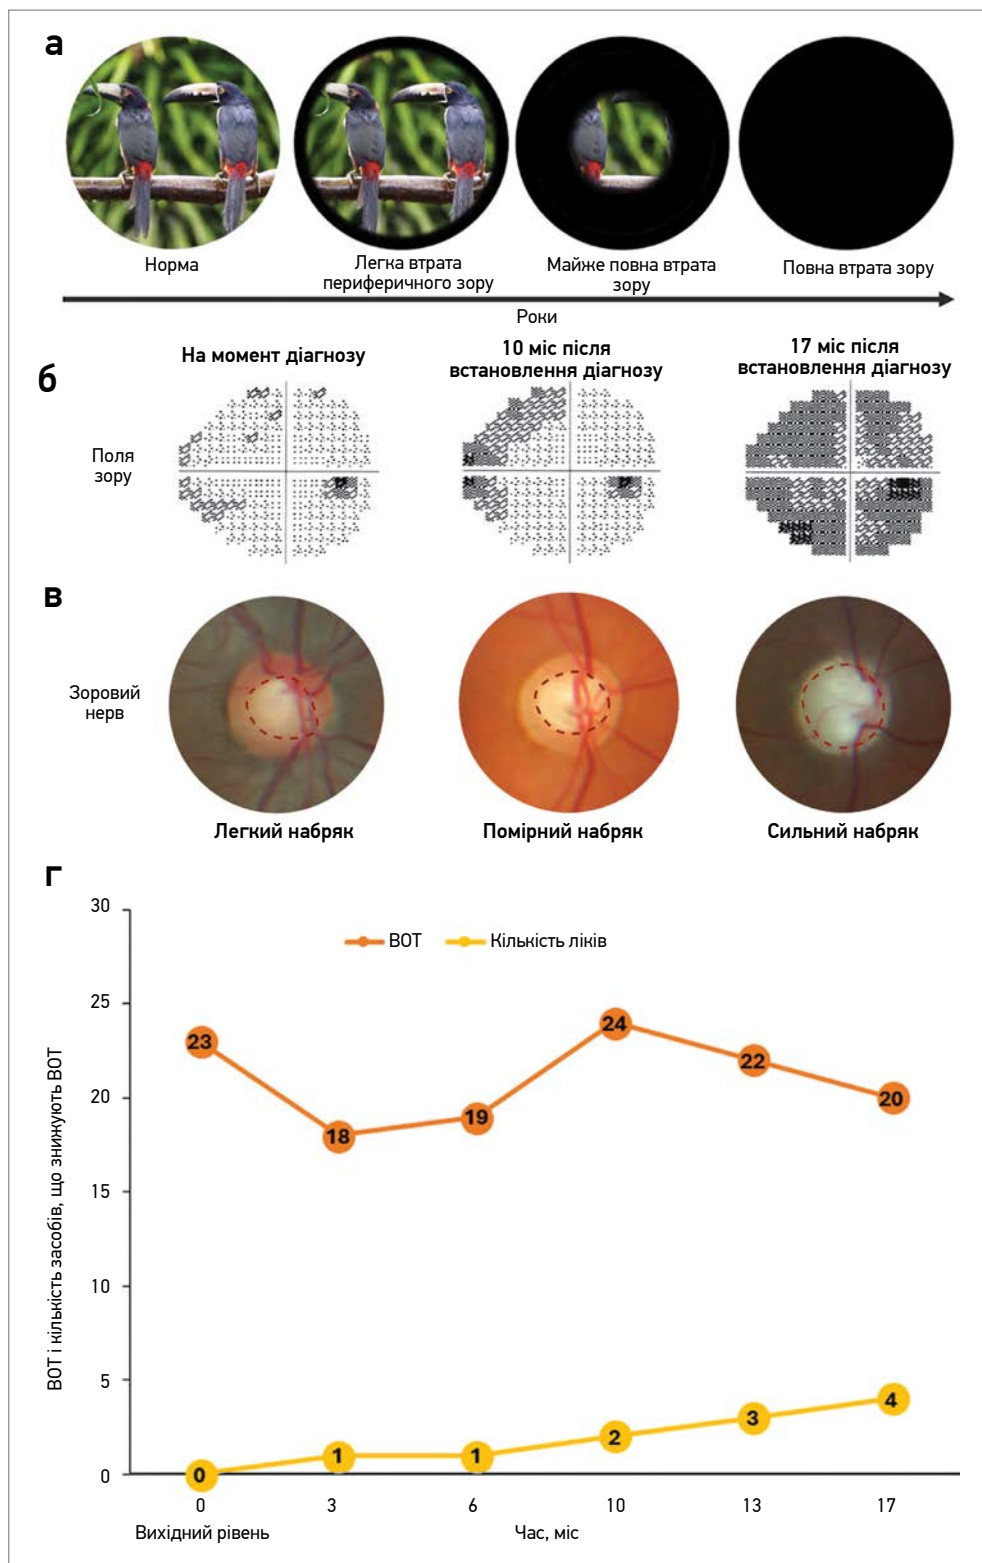 а
Норма
Легка втрата
периферичного зору
Майже повна втрата
зору
Повна втрата зору
Роки
б
На момент діагнозу
10 міс після
встановлення діагнозу
17 міс після
встановлення діагнозу
Поля
зору
в
Зоровий
нерв
Легкий набряк
Помірний набряк
Сильний набряк
г
ВОТ і кількість засобів, що знижують ВОТ
30
25
20
15
10
5
0
ВОТ
Кількість ліків
23
18
19
24
22
20
0
1
1
2
3
4
0
3
6
10
13
17
Вихідний рівень
Час, міс